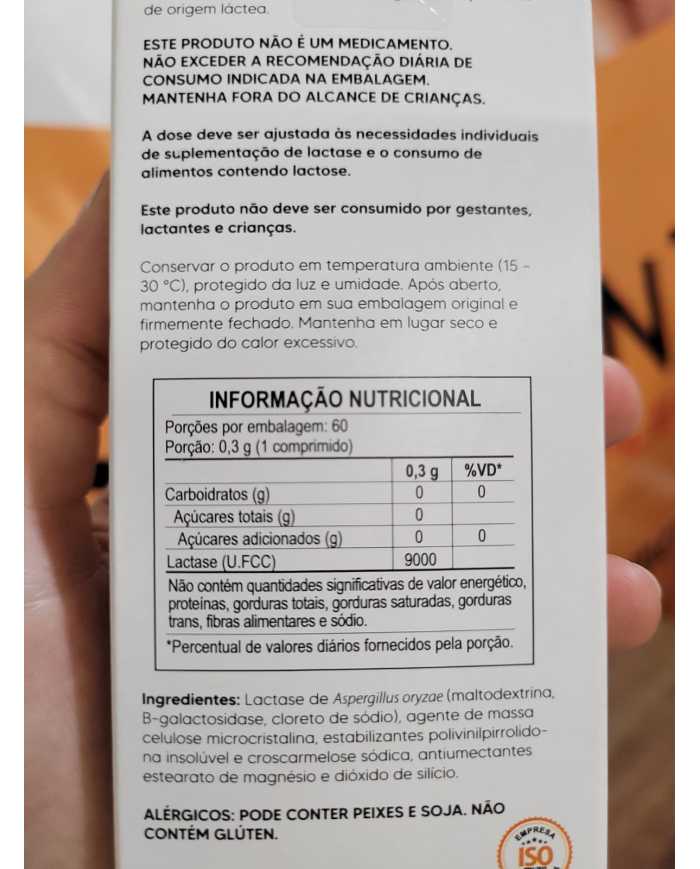 de origem láctea.
ESTE PRODUTO NÃO É UM MEDICAMENTO.
NÃO EXCEDER A RECOMENDAÇÃO DIÁRIA DE
CONSUMO INDICADA NA EMBALAGEM.
MANTENHA FORA DO ALCANCE DE CRIANÇAS.
A dose deve ser ajustada às necessidades individuais
de suplementação de lactase e o consumo de
alimentos contendo lactose.
Este produto não deve ser consumido por gestantes,
lactantes e crianças.
Conservar o produto em temperatura ambiente (15 –
30 °C), protegido da luz e umidade. Após aberto,
mantenha o produto em sua embalagem original e
firmemente fechado. Mantenha em lugar seco e
protegido do calor excessivo.
INFORMAÇÃO NUTRICIONAL
Porções por embalagem: 60
Porção: 0,3 g (1 comprimido)
0,3 g %VD*
Carboidratos (g) 0 0
Açúcares totais (g) 0
Açúcares adicionados (g) 0 0
Lactase (U.FCC) 9000
Não contém quantidades significativas de valor energético,
proteínas, gorduras totais, gorduras saturadas, gorduras
trans, fibras alimentares e sódio.
*Percentual de valores diários fornecidos pela porção.
Ingredientes: Lactase de Aspergillus oryzae (maltodextrina,
B-galactosidase, cloreto de sódio), agente de massa
celulose microcristalina, estabilizantes polivinilpirrolido-
na insolúvel e croscarmelose sódica, antiumectantes
estearato de magnésio e dióxido de silício.
ALÉRGICOS: PODE CONTER PEIXES E SOJA. NÃO
CONTÉM GLÚTEN.
EMPRESA
ISO